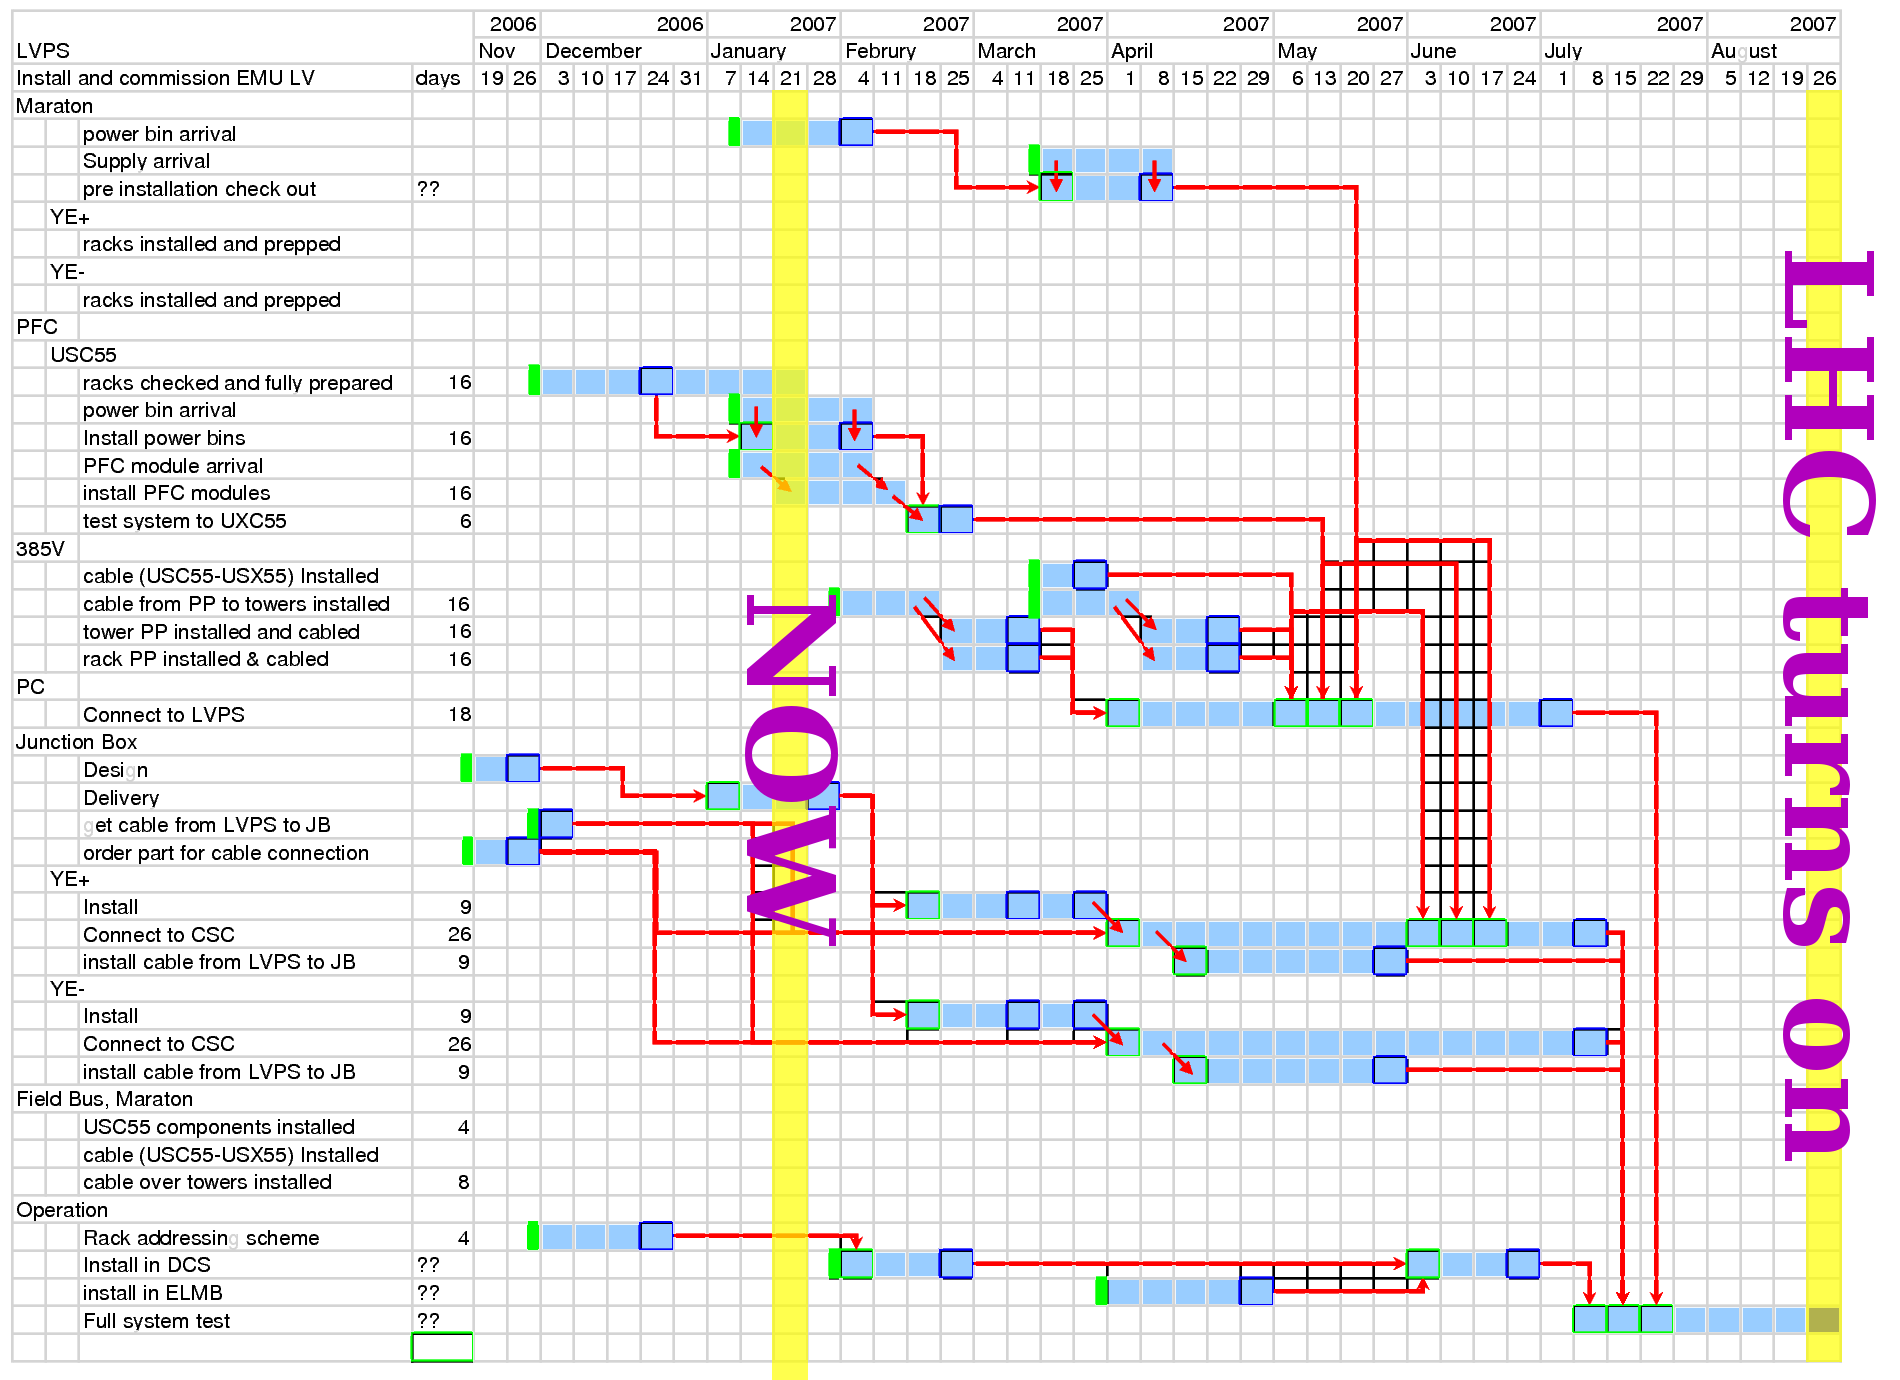 2006 2006 2007 2007 2007 2007 2007 2007 2007 2007
LVPS Nov December January Februry March April May June July August
Install and commission EMU LV days 19 26 3 10 17 24 31 7 14 21 28 4 11 18 25 4 11 18 25 1 8 15 22 29 6 13 20 27 3 10 17 24 1 8 15 22 29 5 12 19 26
Maraton
power bin arrival
Supply arrival
pre installation check out ??
YE+
racks installed and prepped
YE-
racks installed and prepped
PFC
USC55
racks checked and fully prepared 16
power bin arrival
Install power bins 16
PFC module arrival
install PFC modules 16
test system to UXC55 6
385V
cable (USC55-USX55) Installed
cable from PP to towers installed 16
tower PP installed and cabled 16
rack PP installed & cabled 16
PC
Connect to LVPS 18
Junction Box
Design
Delivery
get cable from LVPS to JB
order part for cable connection
YE+
Install 9
Connect to CSC 26
install cable from LVPS to JB 9
YE-
Install 9
Connect to CSC 26
install cable from LVPS to JB 9
Field Bus, Maraton
USC55 components installed 4
cable (USC55-USX55) Installed
cable over towers installed 8
Operation
Rack addressing scheme 4
Install in DCS ??
install in ELMB ??
Full system test ??
NOW
LHC turns on